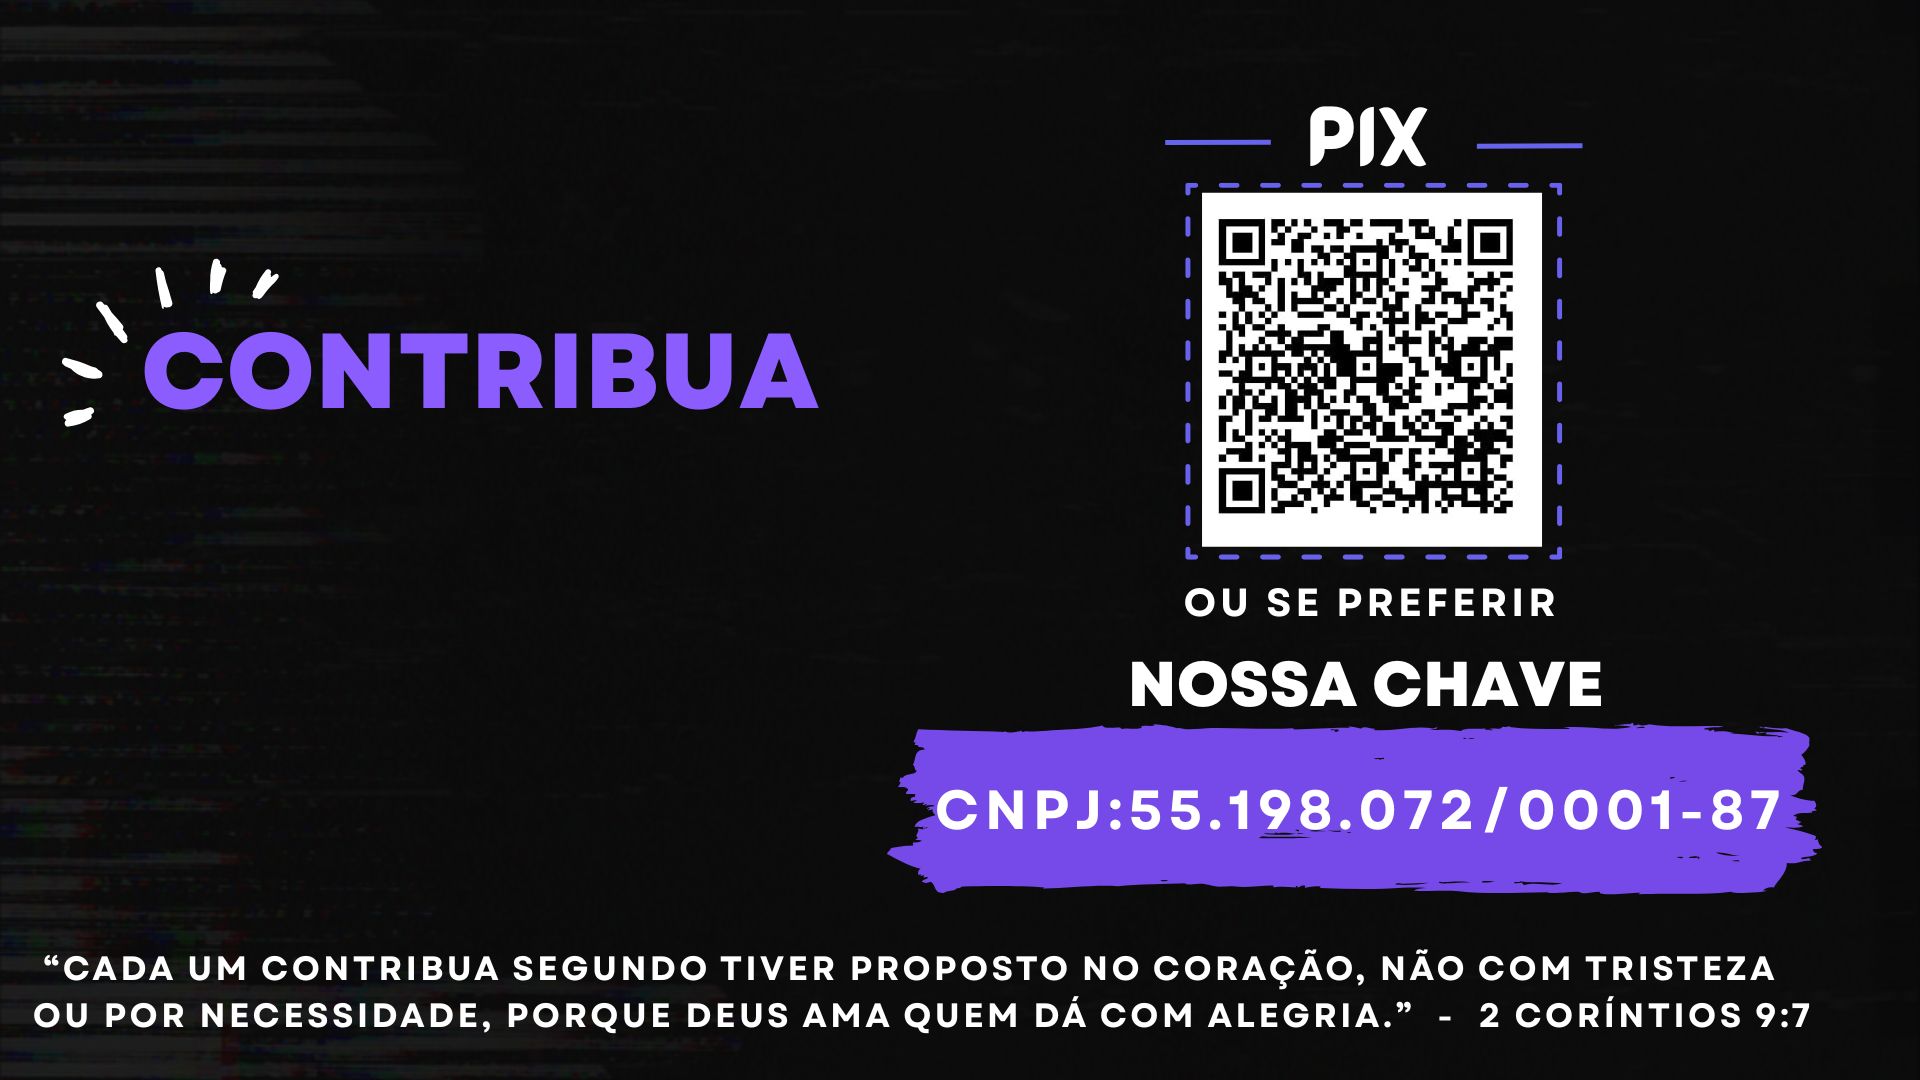 CONTRIBUA
PIX
OU SE PREFERIR
NOSSA CHAVE
CNPJ:55.198.072/0001-87
“CADA UM CONTRIBUA SEGUNDO TIVER PROPOSTO NO CORAÇÃO, NÃO COM TRISTEZA
OU POR NECESSIDADE, PORQUE DEUS AMA QUEM DÁ COM ALEGRIA.” - 2 CORÍNTIOS 9:7